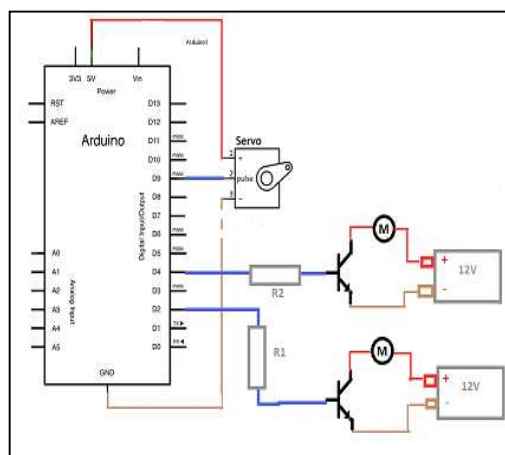 Arduino1
3V3 5V Vin
Power
RST
AREF
Arduino
D13
D12
PWM D11
PWM D10
PWM D9
D8
D7
PWM D6
PWM D5
D4
PWM D3
D2
TX D1
RX D0
Digital Input/Output
A0
A1
A2
A3
A4
A5
Analog Input
GND
Servo
1 +
2 pulse
3 -
M
R2
+
12V
-
R1
M
+
12V
-